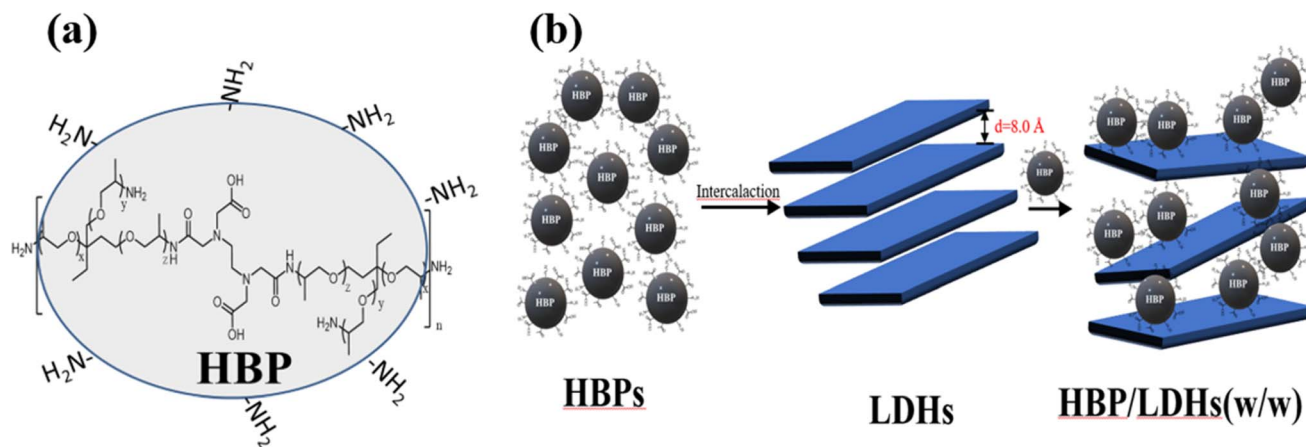 (a)
-NH2
H2N-
-NH2
-NH2
NH2
y
OH
O
O
O
H2N
O
x
O
z
N
H
O
N
H
N
O
z
O
x
NH2
N
O
O
y
n
O
OH
H2N
H2N-
HBP
-NH2
-NH2
(b)
HBP
HBP
HBP
HBP
HBP
HBP
HBP
HBP
HBP
HBP
HBPs
Intercalaction
d=8.0 Å
LDHs
HBP
HBP
HBP
HBP
HBP
HBP
HBP
HBP
HBP
HBP
HBP
HBP/LDHs(w/w)